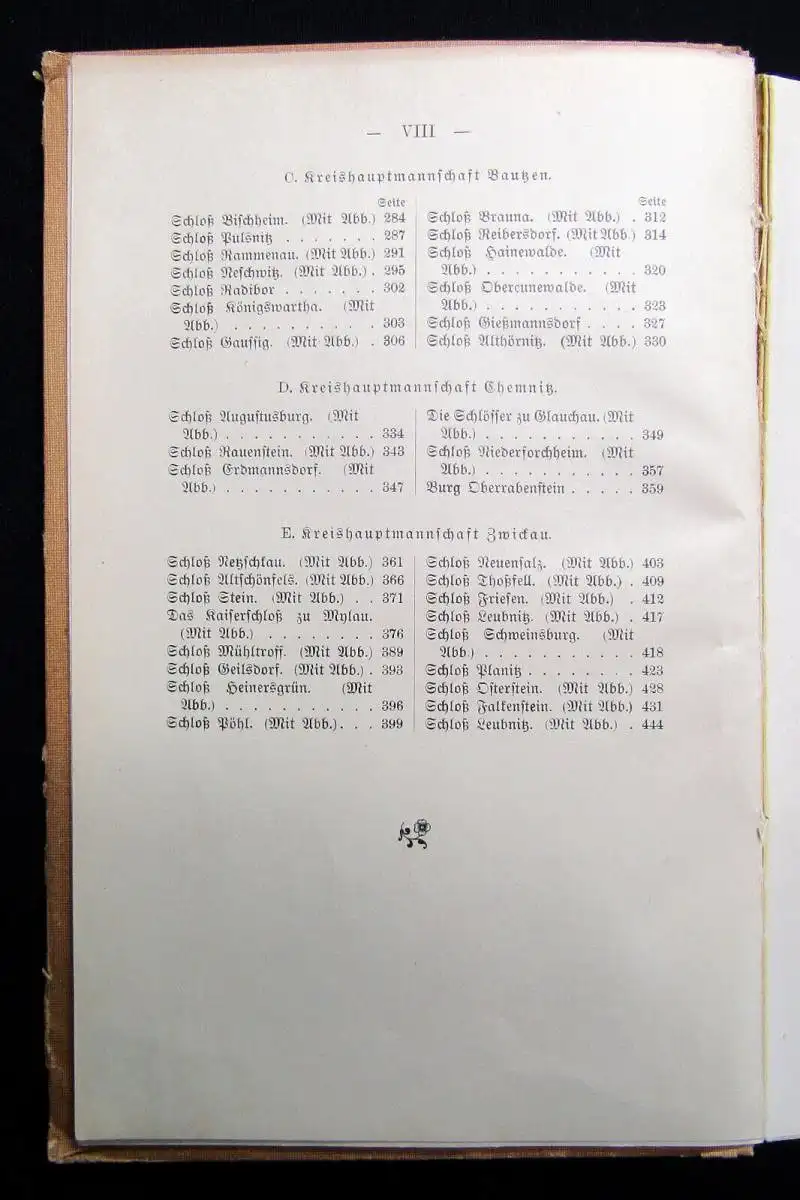 — VIII —
C. Kreishauptmannschaft Bautzen.
Seite
Schloß Bischheim. (Mit Abb.) 284
Schloß Pulsnitz . . . . . . . 287
Schloß Rammenau. (Mit Abb.) 291
Schloß Neschwitz. (Mit Abb.) . 295
Schloß Radibor . . . . . . . 302
Schloß Königswartha. (Mit
Abb.) . . . . . . . . . . 303
Schloß Gaussig. (Mit Abb.) . 306
Seite
Schloß Brauna. (Mit Abb.) . 312
Schloß Reibersdorf. (Mit Abb.) 314
Schloß Hainewalde. (Mit
Abb.) . . . . . . . . . . . 320
Schloß Obercunewalde. (Mit
Abb.) . . . . . . . . . . . 323
Schloß Gießmannsdorf . . . . 327
Schloß Althörnitz. (Mit Abb.) 330
D. Kreishauptmannschaft Chemnitz.
Schloß Augustusburg. (Mit
Abb.) . . . . . . . . . . . 334
Schloß Rauenstein. (Mit Abb.) 343
Schloß Erdmannsdorf. (Mit
Abb.) . . . . . . . . . . . 347
Die Schlösser zu Glauchau. (Mit
Abb.) . . . . . . . . . . . 349
Schloß Niederforchheim. (Mit
Abb.) . . . . . . . . . . . 357
Burg Oberrabenstein . . . . . 359
E. Kreishauptmannschaft Zwickau.
Schloß Netzschkau. (Mit Abb.) 361
Schloß Altschönfels. (Mit Abb.) 366
Schloß Stein. (Mit Abb.) . . 371
Das Kaiserschloß zu Mylau.
(Mit Abb.) . . . . . . . . 376
Schloß Mühltroff. (Mit Abb.) 389
Schloß Geilsdorf. (Mit Abb.) . 393
Schloß Heinersgrün. (Mit
Abb.) . . . . . . . . . . . 396
Schloß Pöhl. (Mit Abb.) . . . 399
Schloß Neuensalz. (Mit Abb.) 403
Schloß Thoßfell. (Mit Abb.) . 409
Schloß Friesen. (Mit Abb.) . 412
Schloß Leubnitz. (Mit Abb.) . 417
Schloß Schweinsburg. (Mit
Abb.) . . . . . . . . . . . 418
Schloß Planitz . . . . . . . . 423
Schloß Osterstein. (Mit Abb.) 428
Schloß Falkenstein. (Mit Abb.) 431
Schloß Leubnitz. (Mit Abb.) . 444